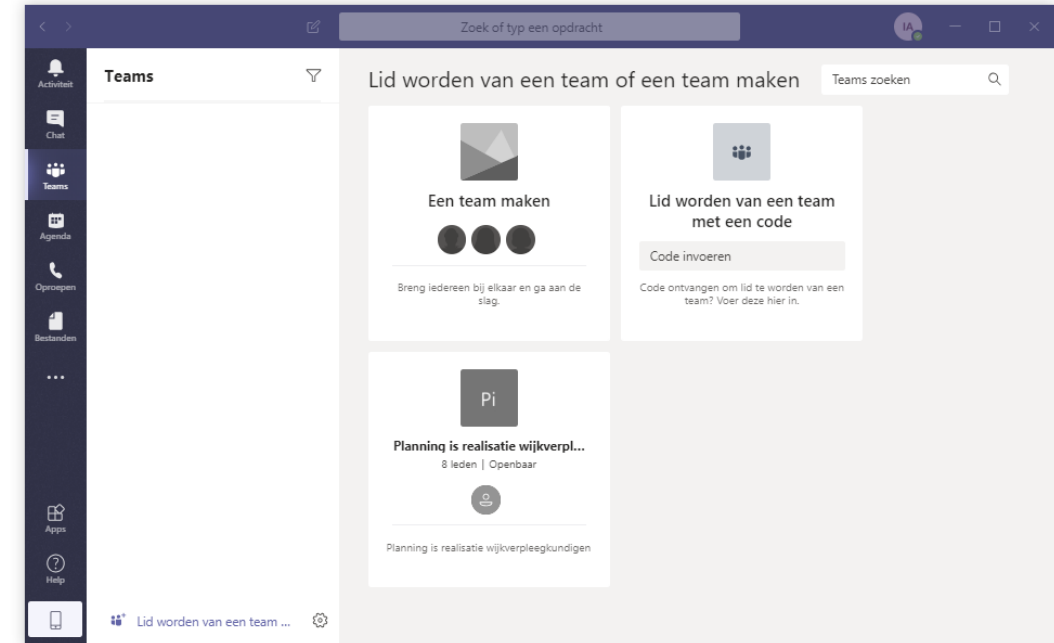 Zoek of typ een opdracht
IA
Activiteit
Chat
Teams
Agenda
Oproepen
Bestanden
Apps
Help
Teams
Lid worden van een team ...
Lid worden van een team of een team maken
Teams zoeken
Een team maken
Breng iedereen bij elkaar en ga aan de
slag.
Lid worden van een team
met een code
Code invoeren
Code ontvangen om lid te worden van een
team? Voer deze hier in.
Pi
Planning is realisatie wijkverpl...
8 leden | Openbaar
Planning is realisatie wijkverpleegkundigen